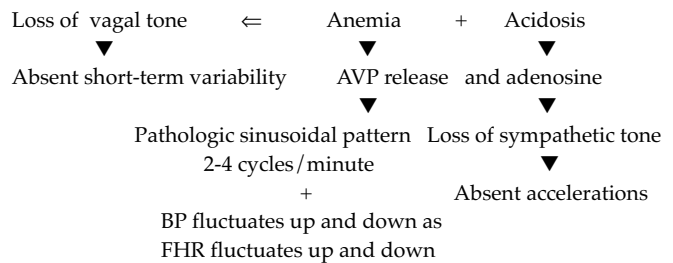 Loss of vagal tone ⇐ Anemia + Acidosis
▼ ▼ ▼
Absent short-term variability AVP release and adenosine
▼ ▼
Pathologic sinusoidal pattern Loss of sympathetic tone
2-4 cycles/minute ▼
+ Absent accelerations
BP fluctuates up and down as
FHR fluctuates up and down